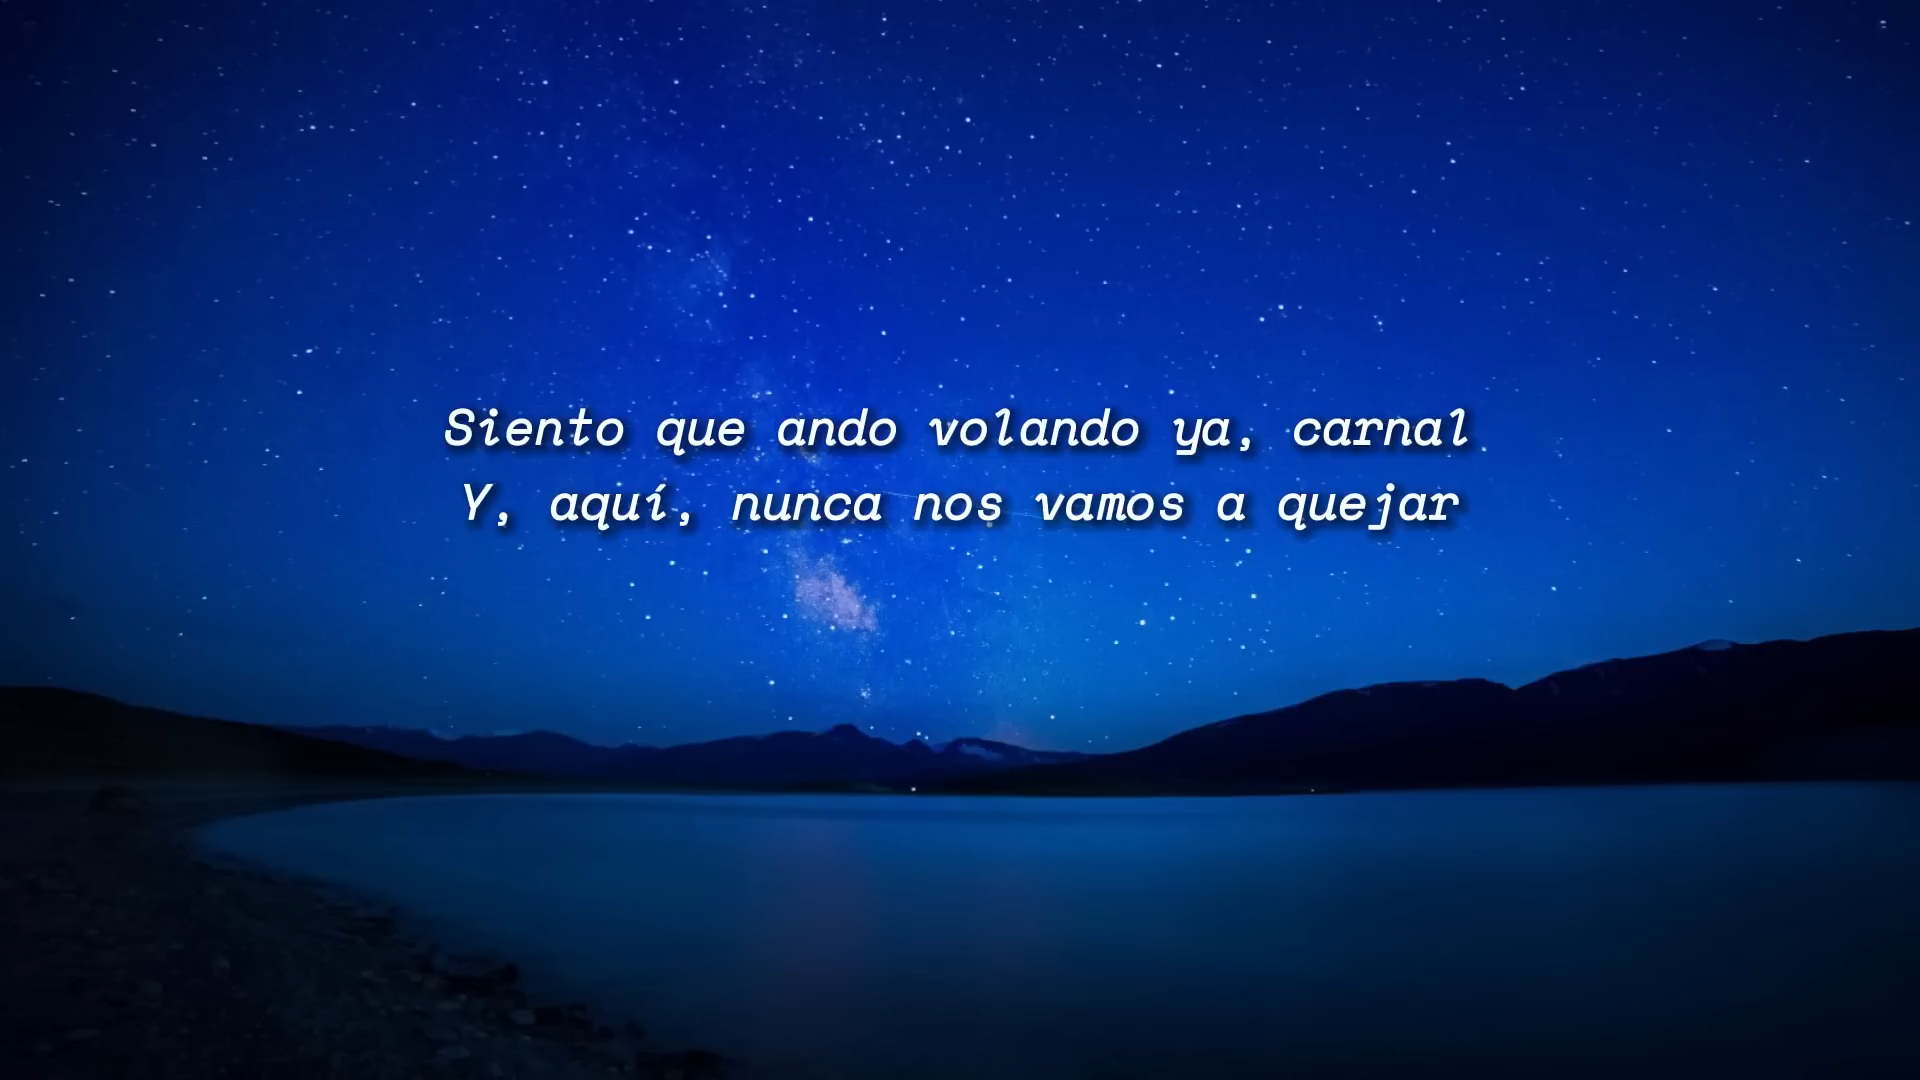 Siento que ando volando ya, carnal
Y, aquí, nunca nos vamos a quejar